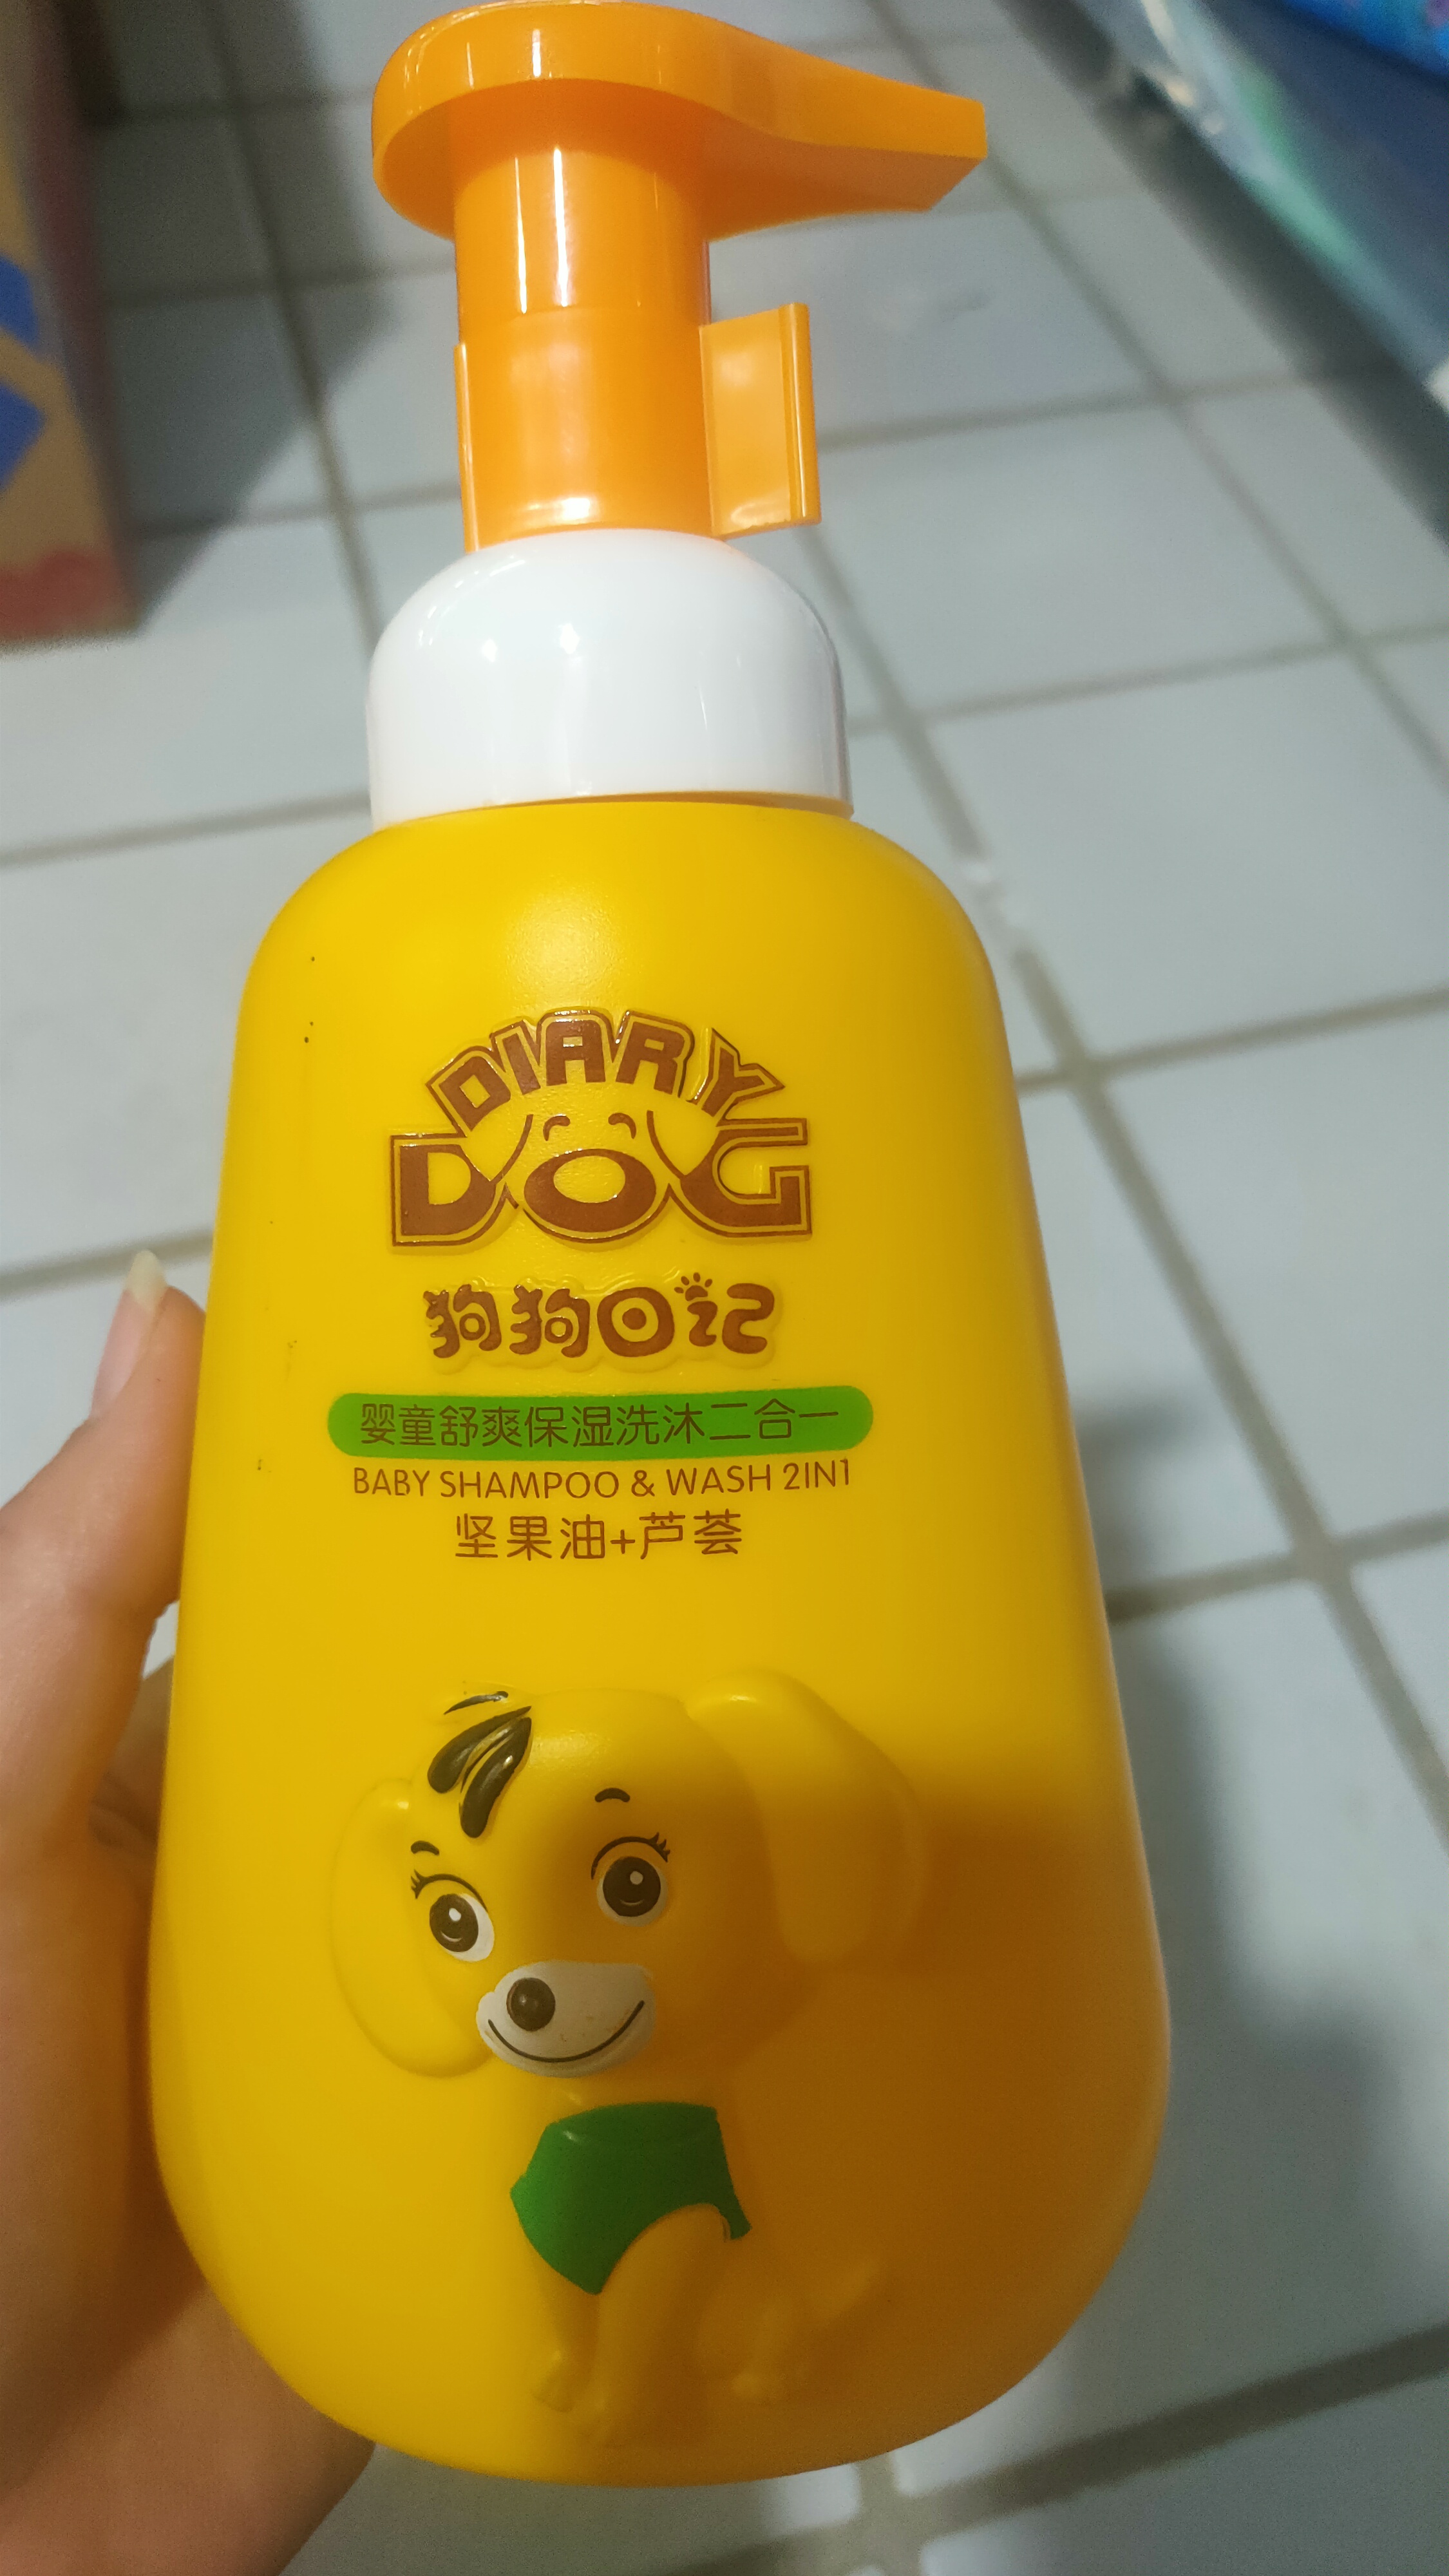 DIARY
DOG
狗狗日记
婴童舒爽保湿洗沐二合一
BABY SHAMPOO & WASH 2IN1
坚果油+芦荟